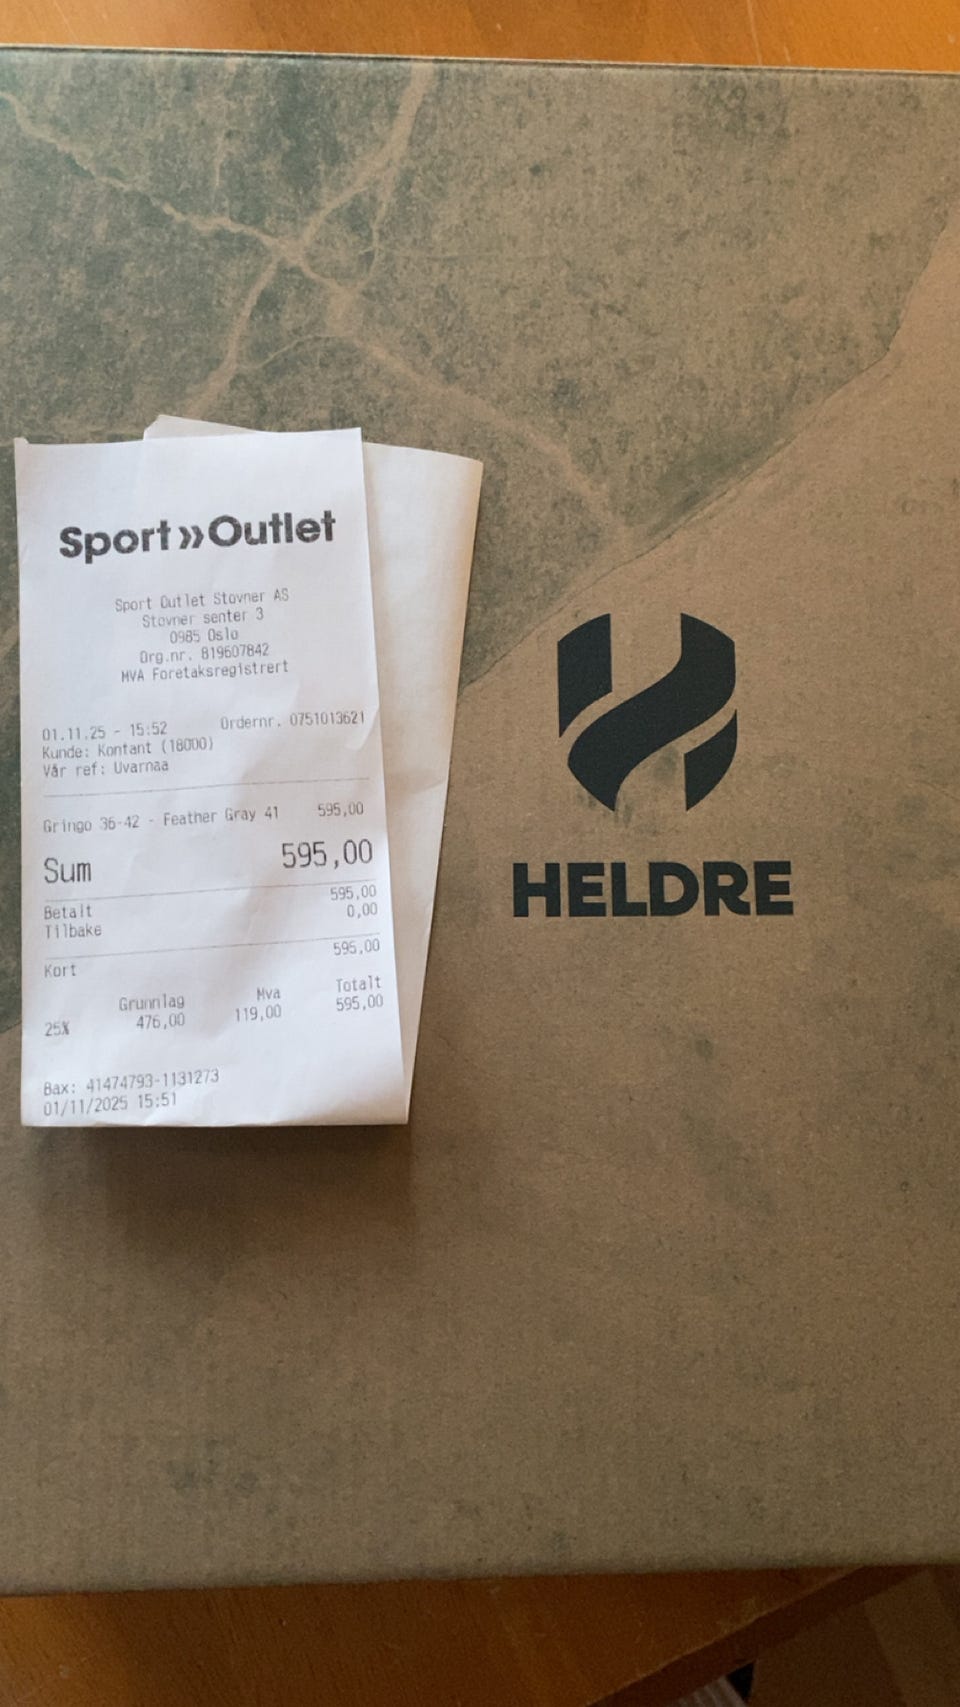 Sport»Outlet
Sport Outlet Stovner AS
Stovner senter 3
0985 Oslo
Org.nr. 819607842
MVA Foretaksregistrert
01.11.25 - 15:52 Ordernr. 0751013621
Kunde: Kontant (18000)
Vår ref: Uvarnaa
Gringo 36-42 - Feather Gray 41 595,00
Sum 595,00
Betalt 595,00
Tilbake 0,00
Kort 595,00
Grunnlag Mva Totalt
25% 476,00 119,00 595,00
Bax: 41474793-1131273
01/11/2025 15:51
HELDRE